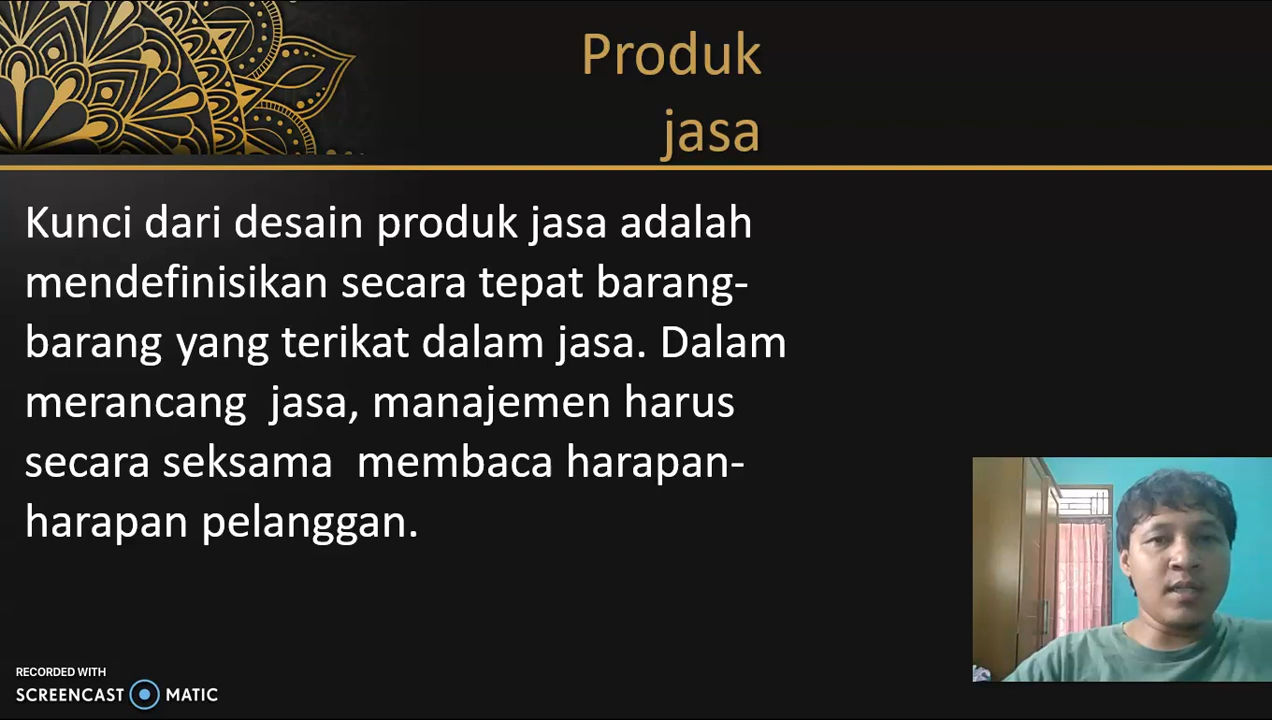 Produk
jasa
Kunci dari desain produk jasa adalah
mendefinisikan secara tepat barang-
barang yang terikat dalam jasa. Dalam
merancang  jasa, manajemen harus
secara seksama  membaca harapan-
harapan pelanggan.
RECORDED WITH
SCREENCAST MATIC